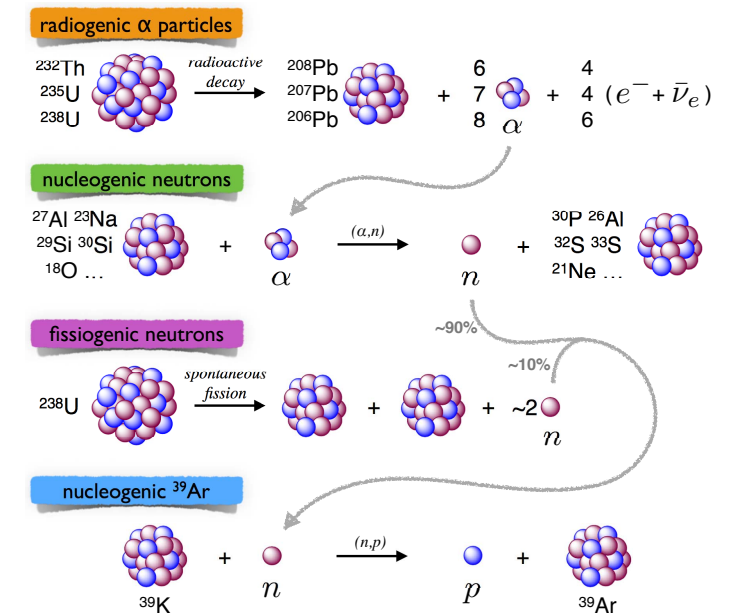 radiogenic α particles
²³²Th
²³⁵U
²³⁸U
radioactive
decay
²⁰⁸Pb
²⁰⁷Pb
²⁰⁶Pb
+
6
7
8
α
+
4
4 (e⁻ + ν̄ₑ)
6
nucleogenic neutrons
²⁷Al ²³Na
²⁹Si ³⁰Si
¹⁸O ...
+
α
(α,n)
n
+
³⁰P ²⁶Al
³²S ³³S
²¹Ne ...
~90%
fissiogenic neutrons
~10%
²³⁸U
spontaneous
fission
+
+
~2
n
nucleogenic ³⁹Ar
³⁹K
+
n
(n,p)
p
+
³⁹Ar